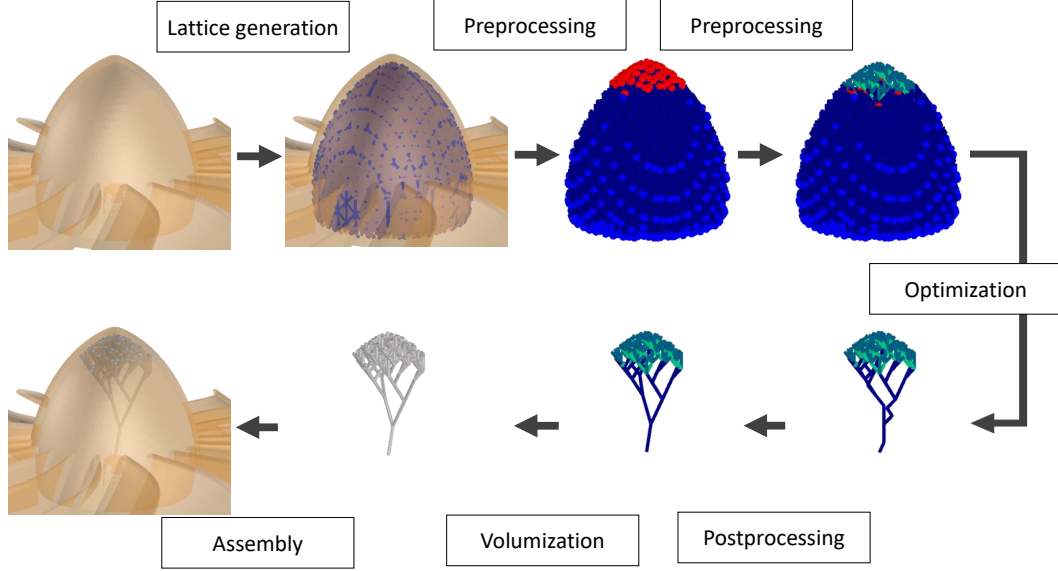 Lattice generation
Preprocessing
Preprocessing
Optimization
Assembly
Volumization
Postprocessing